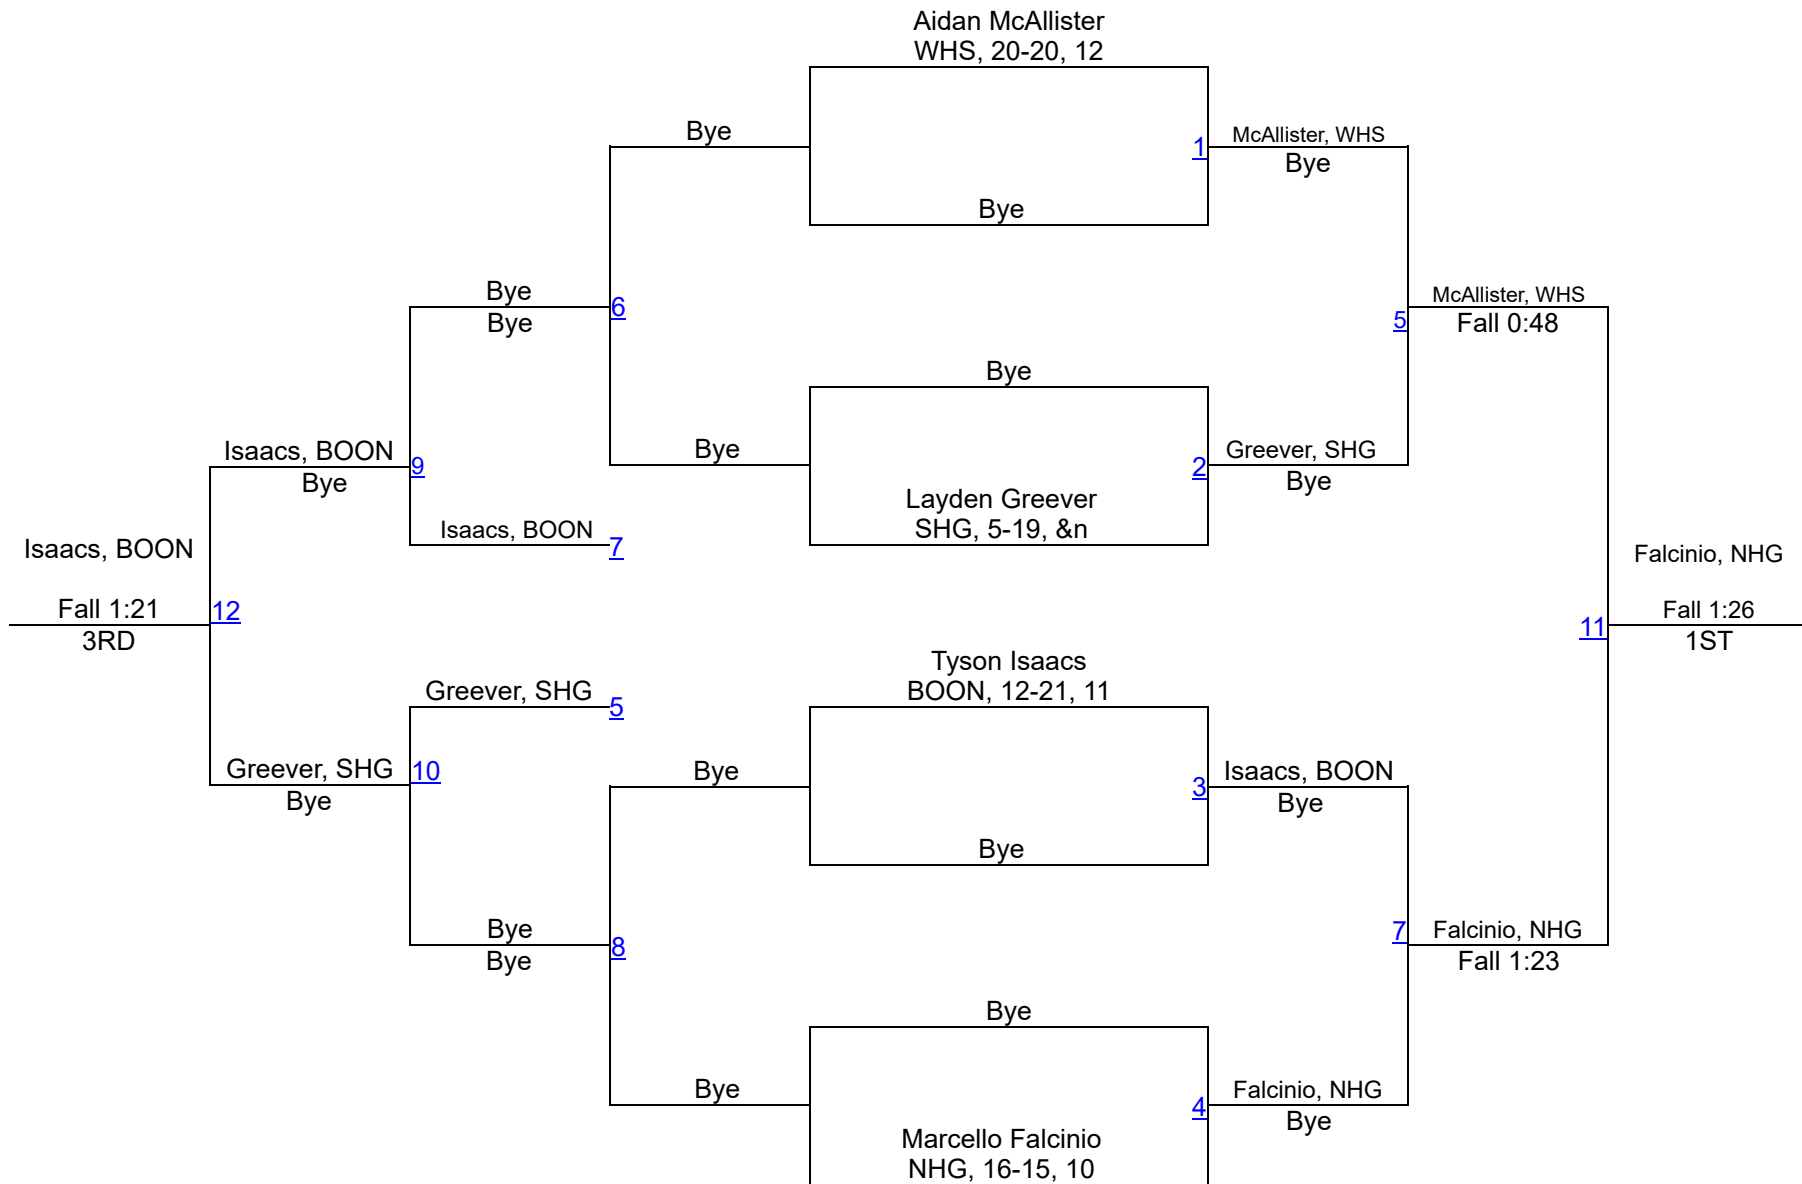 Aidan McAllister
WHS, 20-20, 12
Bye
1
McAllister, WHS
Bye
Bye
Bye
Bye
6
McAllister, WHS
Fall 0:48
5
Bye
Isaacs, BOON
Bye
9
Bye
2
Greever, SHG
Bye
Layden Greever
SHG, 5-19, &n
Isaacs, BOON
7
Isaacs, BOON
Fall 1:21
3RD
12
Falcinio, NHG
Fall 1:26
1ST
11
Tyson Isaacs
BOON, 12-21, 11
Greever, SHG
5
Greever, SHG
Bye
10
Bye
3
Isaacs, BOON
Bye
Bye
Bye
Bye
8
7
Falcinio, NHG
Fall 1:23
Bye
Bye
4
Falcinio, NHG
Bye
Marcello Falcinio
NHG, 16-15, 10